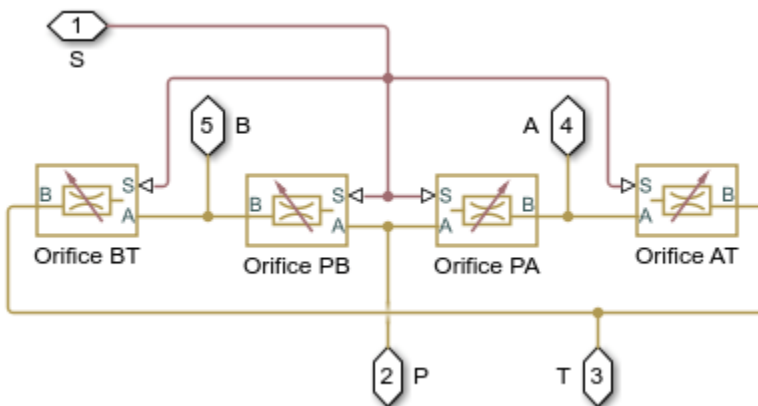 1
S
5 B
A 4
B S A
B S A
S A B
S A B
Orifice BT
Orifice PB
Orifice PA
Orifice AT
2 P
T 3